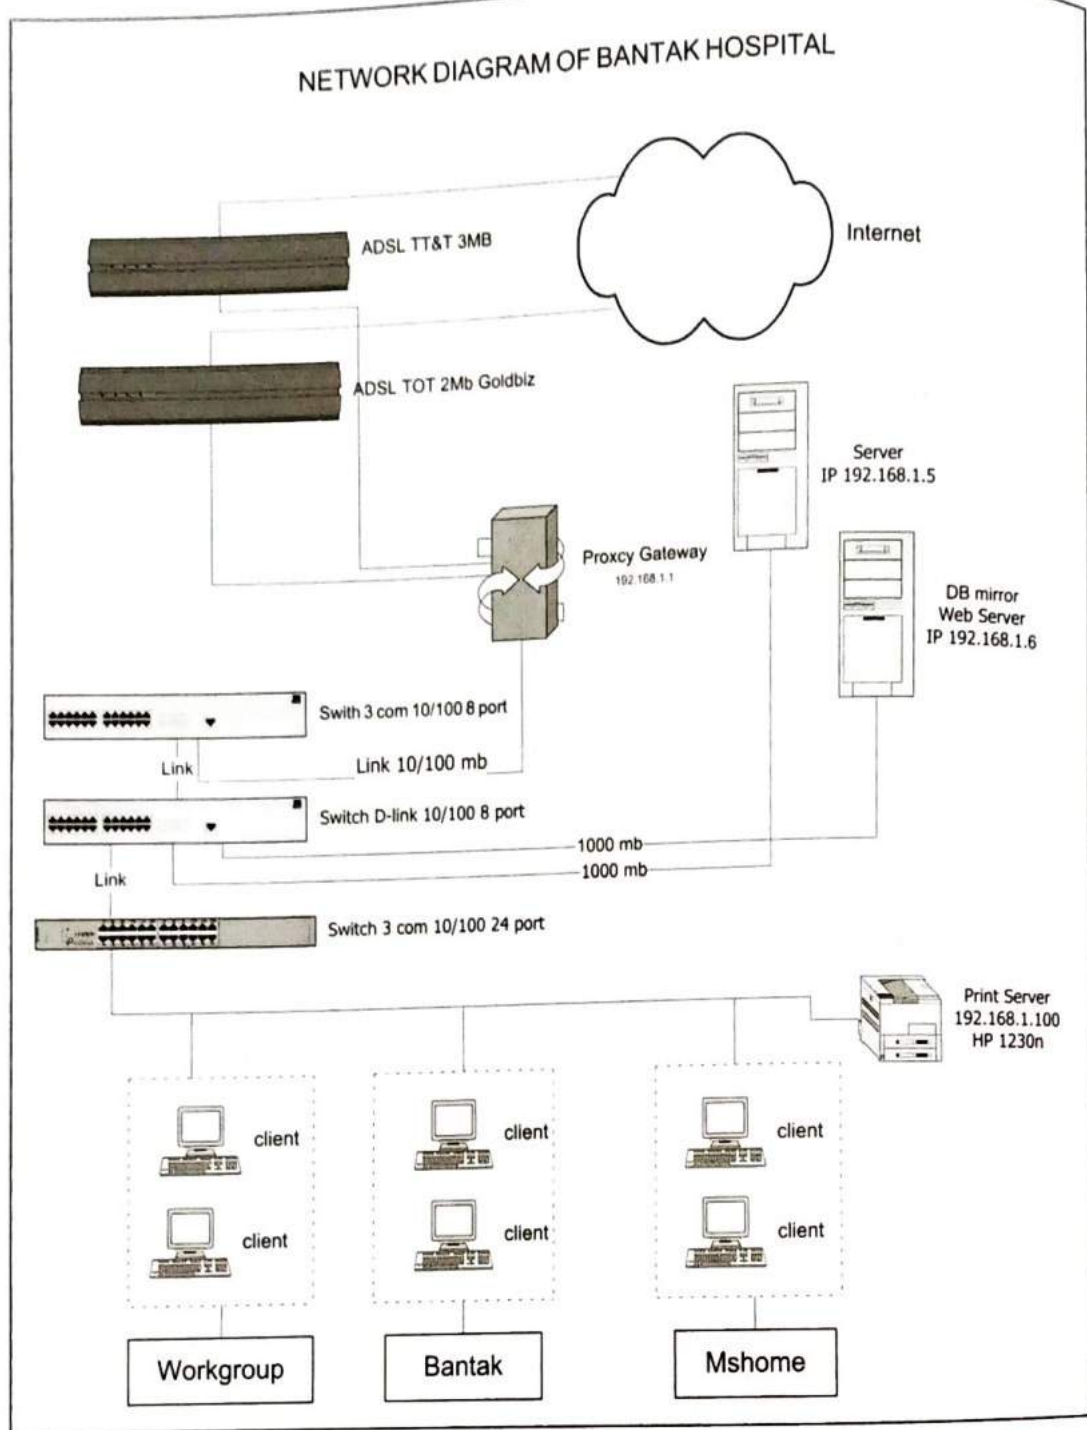 NETWORK DIAGRAM OF BANTAK HOSPITAL
ADSL TT&T 3MB
Internet
ADSL TOT 2Mb Goldbiz
Server
IP 192.168.1.5
Proxcy Gateway
192.168.1.1
DB mirror
Web Server
IP 192.168.1.6
Swith 3 com 10/100 8 port
Link
Link 10/100 mb
Switch D-link 10/100 8 port
1000 mb
1000 mb
Link
Switch 3 com 10/100 24 port
Print Server
192.168.1.100
HP 1230n
client
client
client
client
client
client
Workgroup
Bantak
Mshome